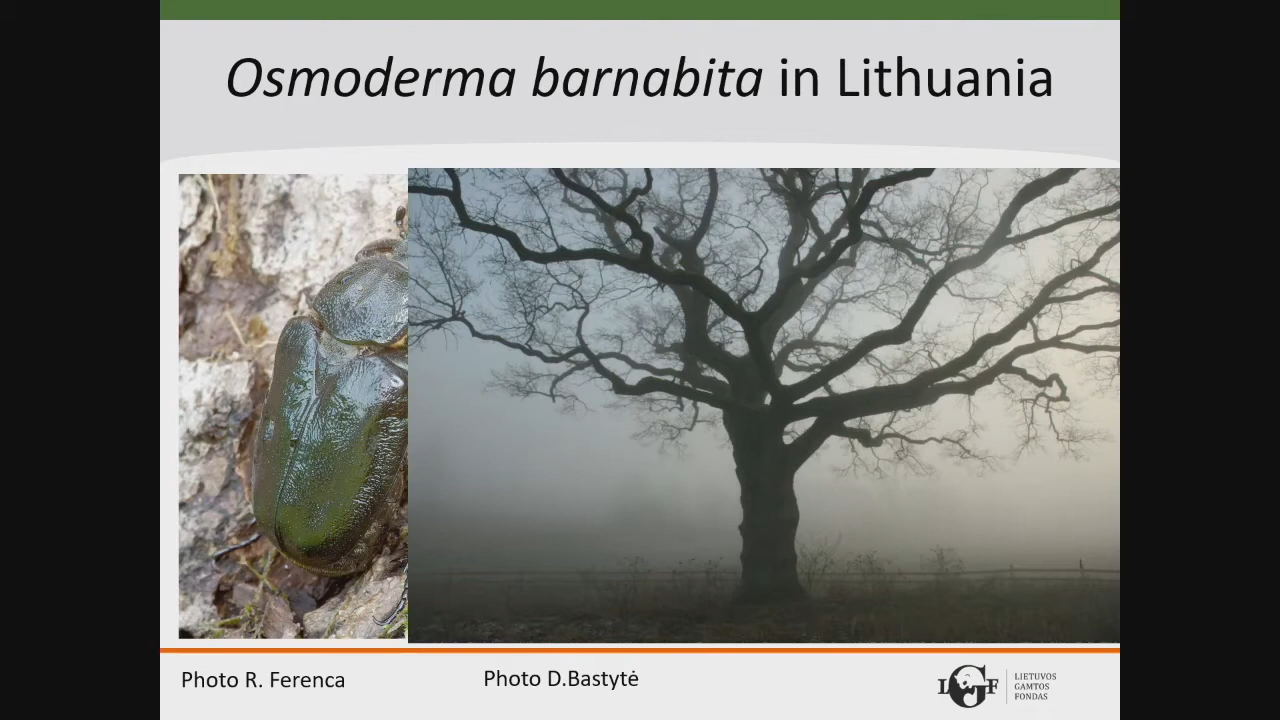 Osmoderma barnabita in Lithuania
Photo R. Ferenca
Photo D.Bastytė
LGF
LIETUVOS
GAMTOS
FONDAS